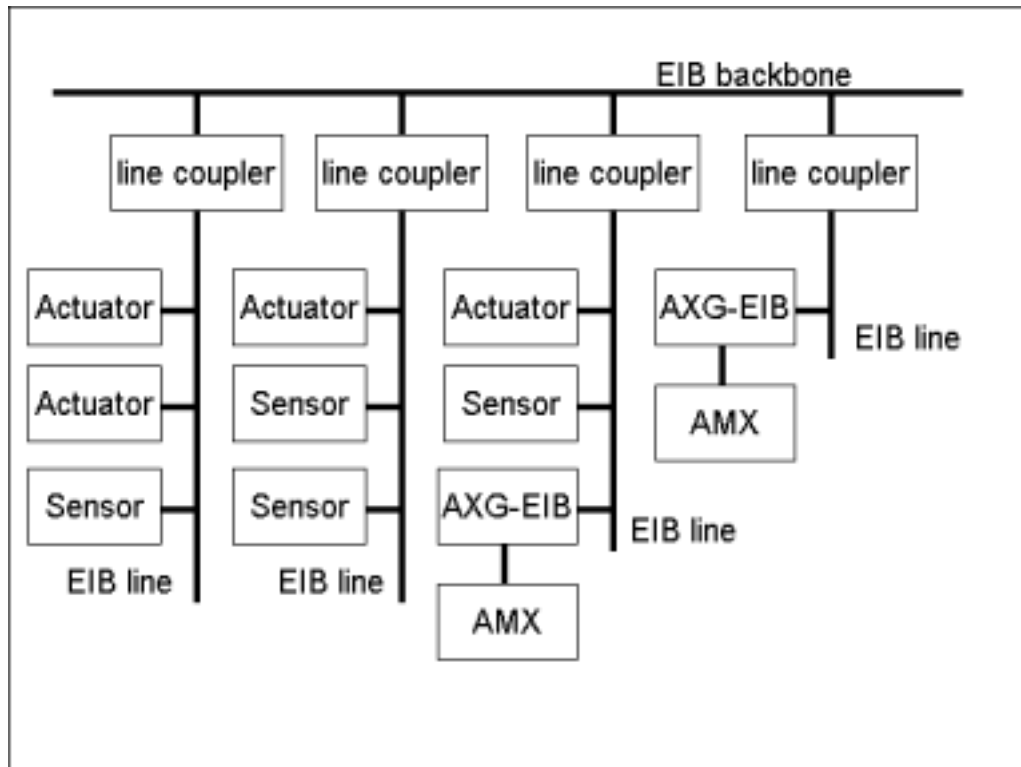 EIB backbone
line coupler
line coupler
line coupler
line coupler
Actuator
Actuator
Actuator
AXG-EIB
EIB line
Actuator
Sensor
Sensor
AMX
Sensor
Sensor
AXG-EIB
EIB line
EIB line
EIB line
AMX